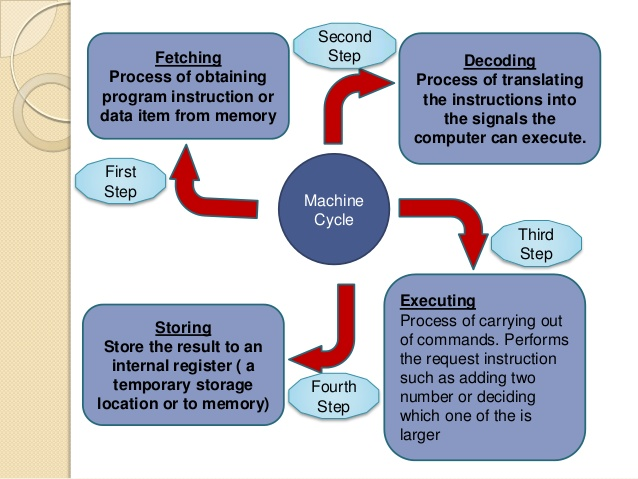 Second
Step
Fetching
Process of obtaining
program instruction or
data item from memory
Decoding
Process of translating
the instructions into
the signals the
computer can execute.
First
Step
Machine
Cycle
Third
Step
Storing
Store the result to an
internal register ( a
temporary storage
location or to memory)
Fourth
Step
Executing
Process of carrying out
of commands. Performs
the request instruction
such as adding two
number or deciding
which one of the is
larger